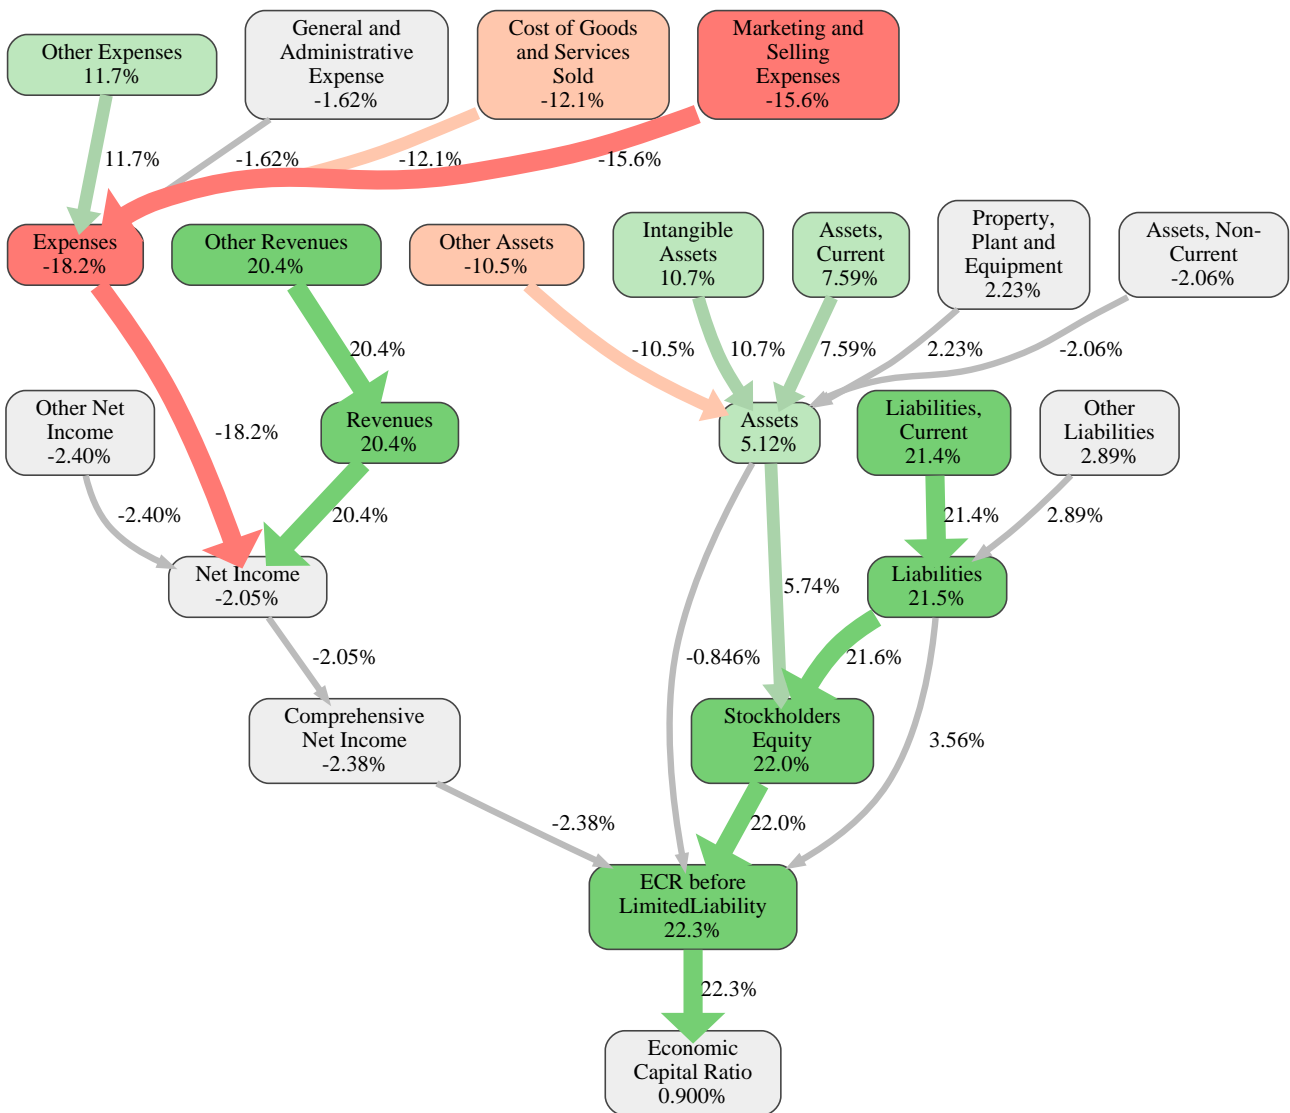 Other Expenses
11.7%
General and
Administrative
Expense
-1.62%
Cost of Goods
and Services
Sold
-12.1%
Marketing and
Selling
Expenses
-15.6%
11.7%
-1.62%
-12.1%
-15.6%
Expenses
-18.2%
Other Revenues
20.4%
Other Assets
-10.5%
Intangible
Assets
10.7%
Assets,
Current
7.59%
Property,
Plant and
Equipment
2.23%
Assets, Non-
Current
-2.06%
20.4%
-10.5%
10.7%
7.59%
2.23%
-2.06%
Other Net
Income
-2.40%
-18.2%
Revenues
20.4%
Assets
5.12%
Liabilities,
Current
21.4%
Other
Liabilities
2.89%
-2.40%
20.4%
21.4%
2.89%
Net Income
-2.05%
5.74%
Liabilities
21.5%
-2.05%
-0.846%
21.6%
Comprehensive
Net Income
-2.38%
Stockholders
Equity
22.0%
3.56%
-2.38%
22.0%
ECR before
LimitedLiability
22.3%
22.3%
Economic
Capital Ratio
0.900%